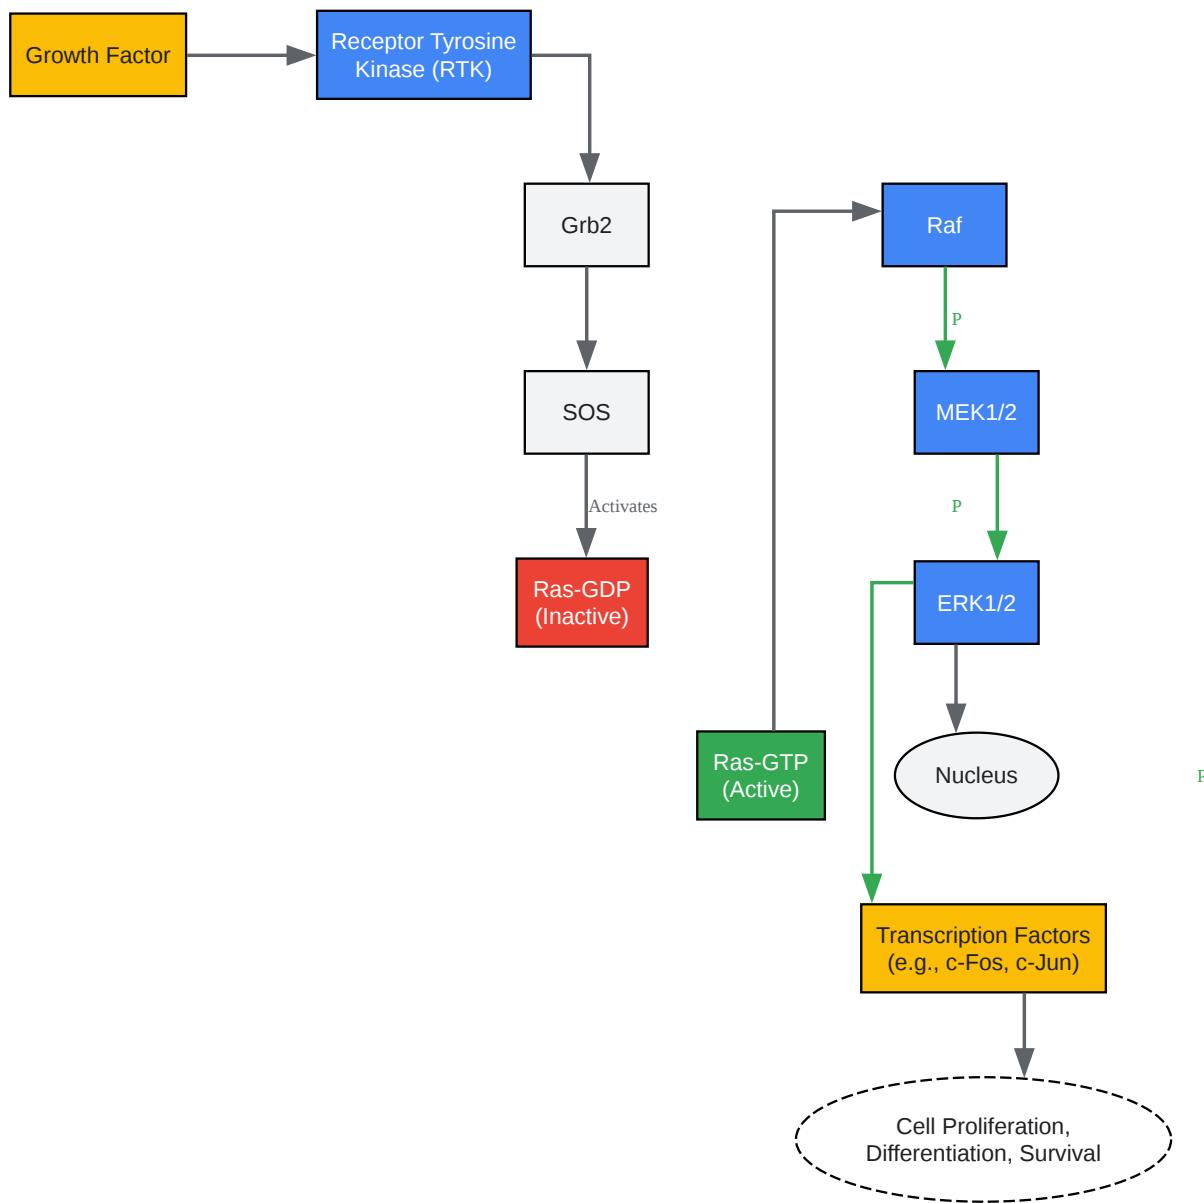 Growth Factor
Receptor Tyrosine
Kinase (RTK)
Grb2
SOS
Activates
Ras-GDP
(Inactive)
Ras-GTP
(Active)
Raf
P
MEK1/2
P
ERK1/2
Nucleus
P
Transcription Factors
(e.g., c-Fos, c-Jun)
Cell Proliferation,
Differentiation, Survival